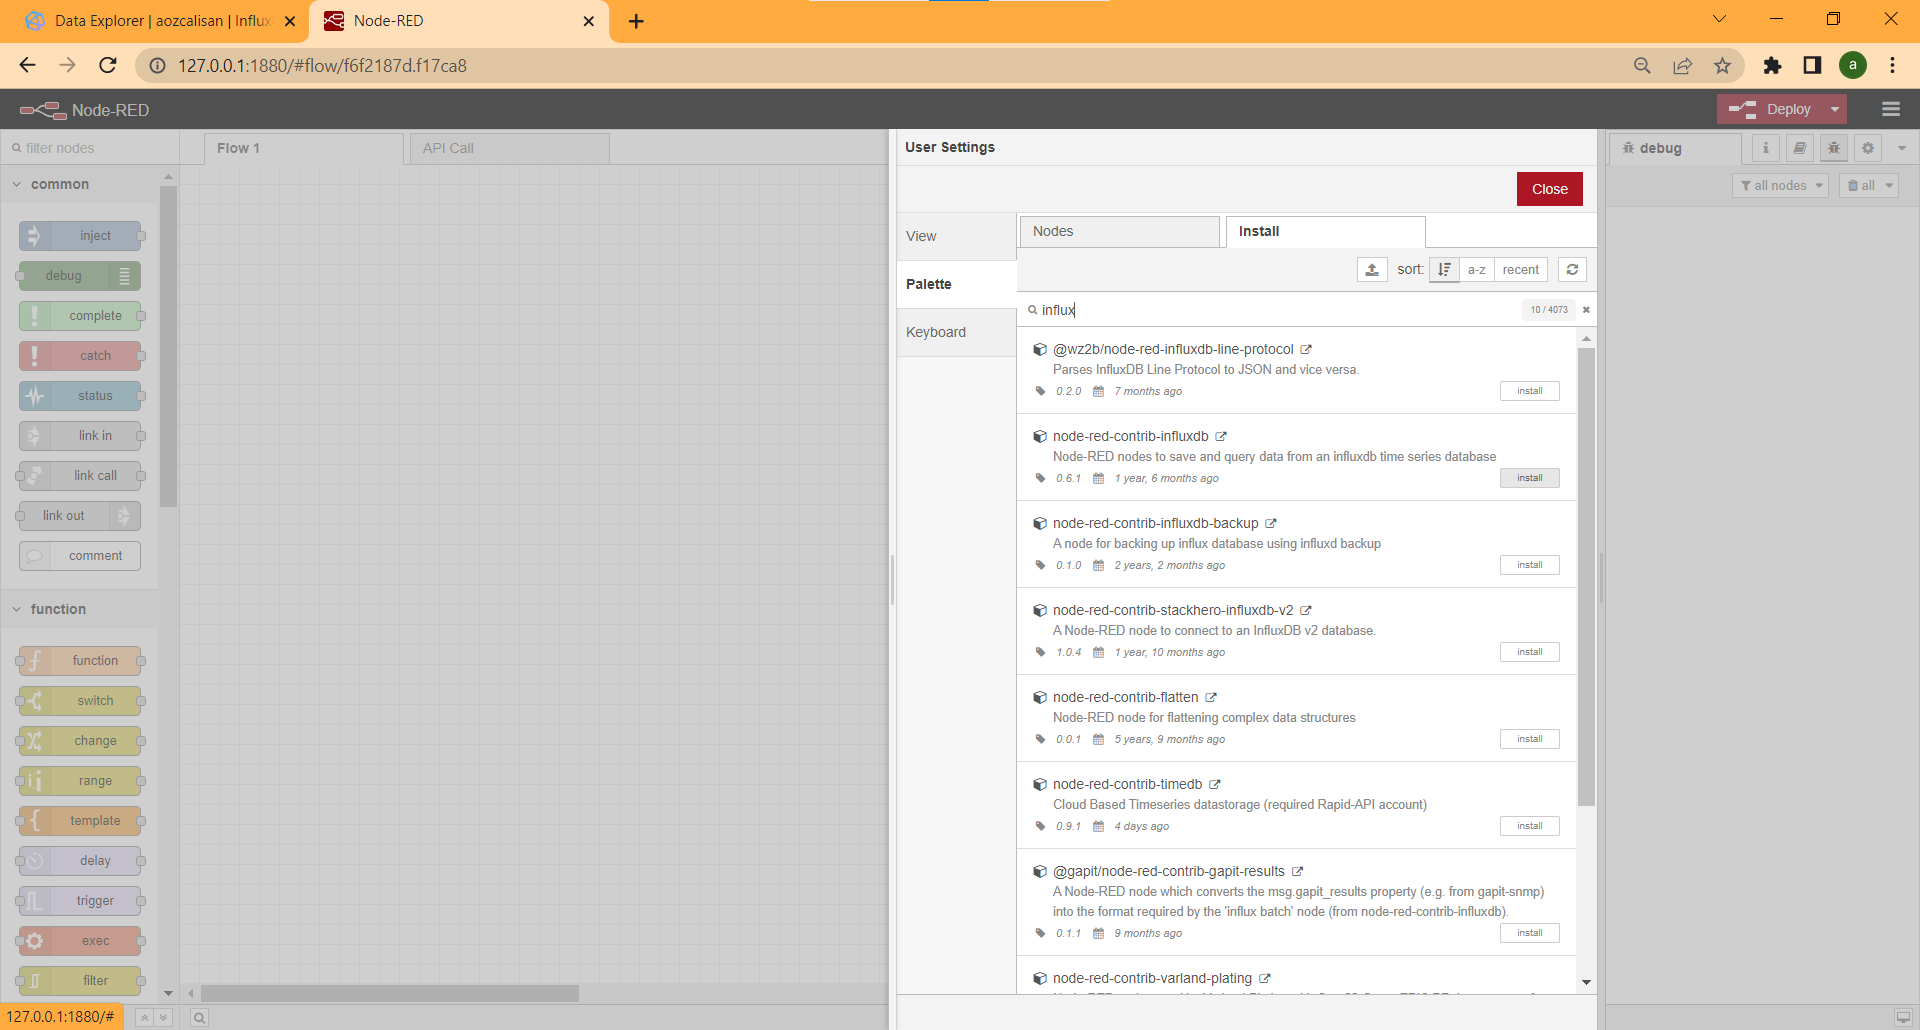 Data Explorer | aozcalisan | Influx
Node-RED
127.0.0.1:1880/#flow/f6f2187d.f17ca8
a
Node-RED
Deploy
filter nodes
Flow 1
API Call
common
inject
debug
complete
catch
status
link in
link call
link out
comment
function
function
switch
change
range
template
delay
trigger
exec
filter
127.0.0.1:1880/#
User Settings
Close
View
Palette
Keyboard
Nodes
Install
sort:
a-z
recent
influx
10 / 4073
@wz2b/node-red-influxdb-line-protocol
Parses InfluxDB Line Protocol to JSON and vice versa.
0.2.0 7 months ago
install
node-red-contrib-influxdb
Node-RED nodes to save and query data from an influxdb time series database
0.6.1 1 year, 6 months ago
install
node-red-contrib-influxdb-backup
A node for backing up influx database using influxd backup
0.1.0 2 years, 2 months ago
install
node-red-contrib-stackhero-influxdb-v2
A Node-RED node to connect to an InfluxDB v2 database.
1.0.4 1 year, 10 months ago
install
node-red-contrib-flatten
Node-RED node for flattening complex data structures
0.0.1 5 years, 9 months ago
install
node-red-contrib-timedb
Cloud Based Timeseries datastorage (required Rapid-API account)
0.9.1 4 days ago
install
@gapit/node-red-contrib-gapit-results
A Node-RED node which converts the msg.gapit_results property (e.g. from gapit-snmp)
into the format required by the 'influx batch' node (from node-red-contrib-influxdb).
0.1.1 9 months ago
install
node-red-contrib-varland-plating
debug
all nodes
all